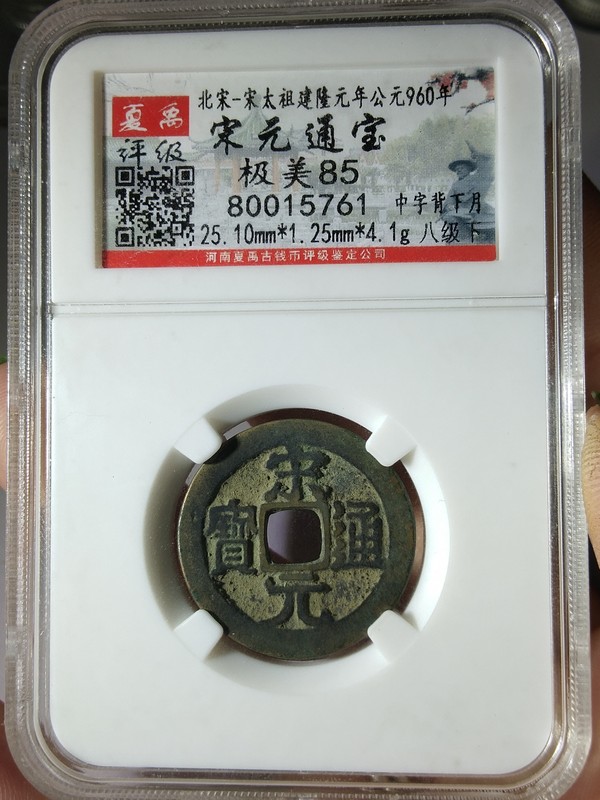 北宋-宋太祖建隆元年公元960年
夏禹
评级
宋元通宝
极美85
80015761 中字背下月
25.10mm*1.25mm*4.1g 八级下
河南夏禹古钱币评级鉴定公司
宋
寶 通
元